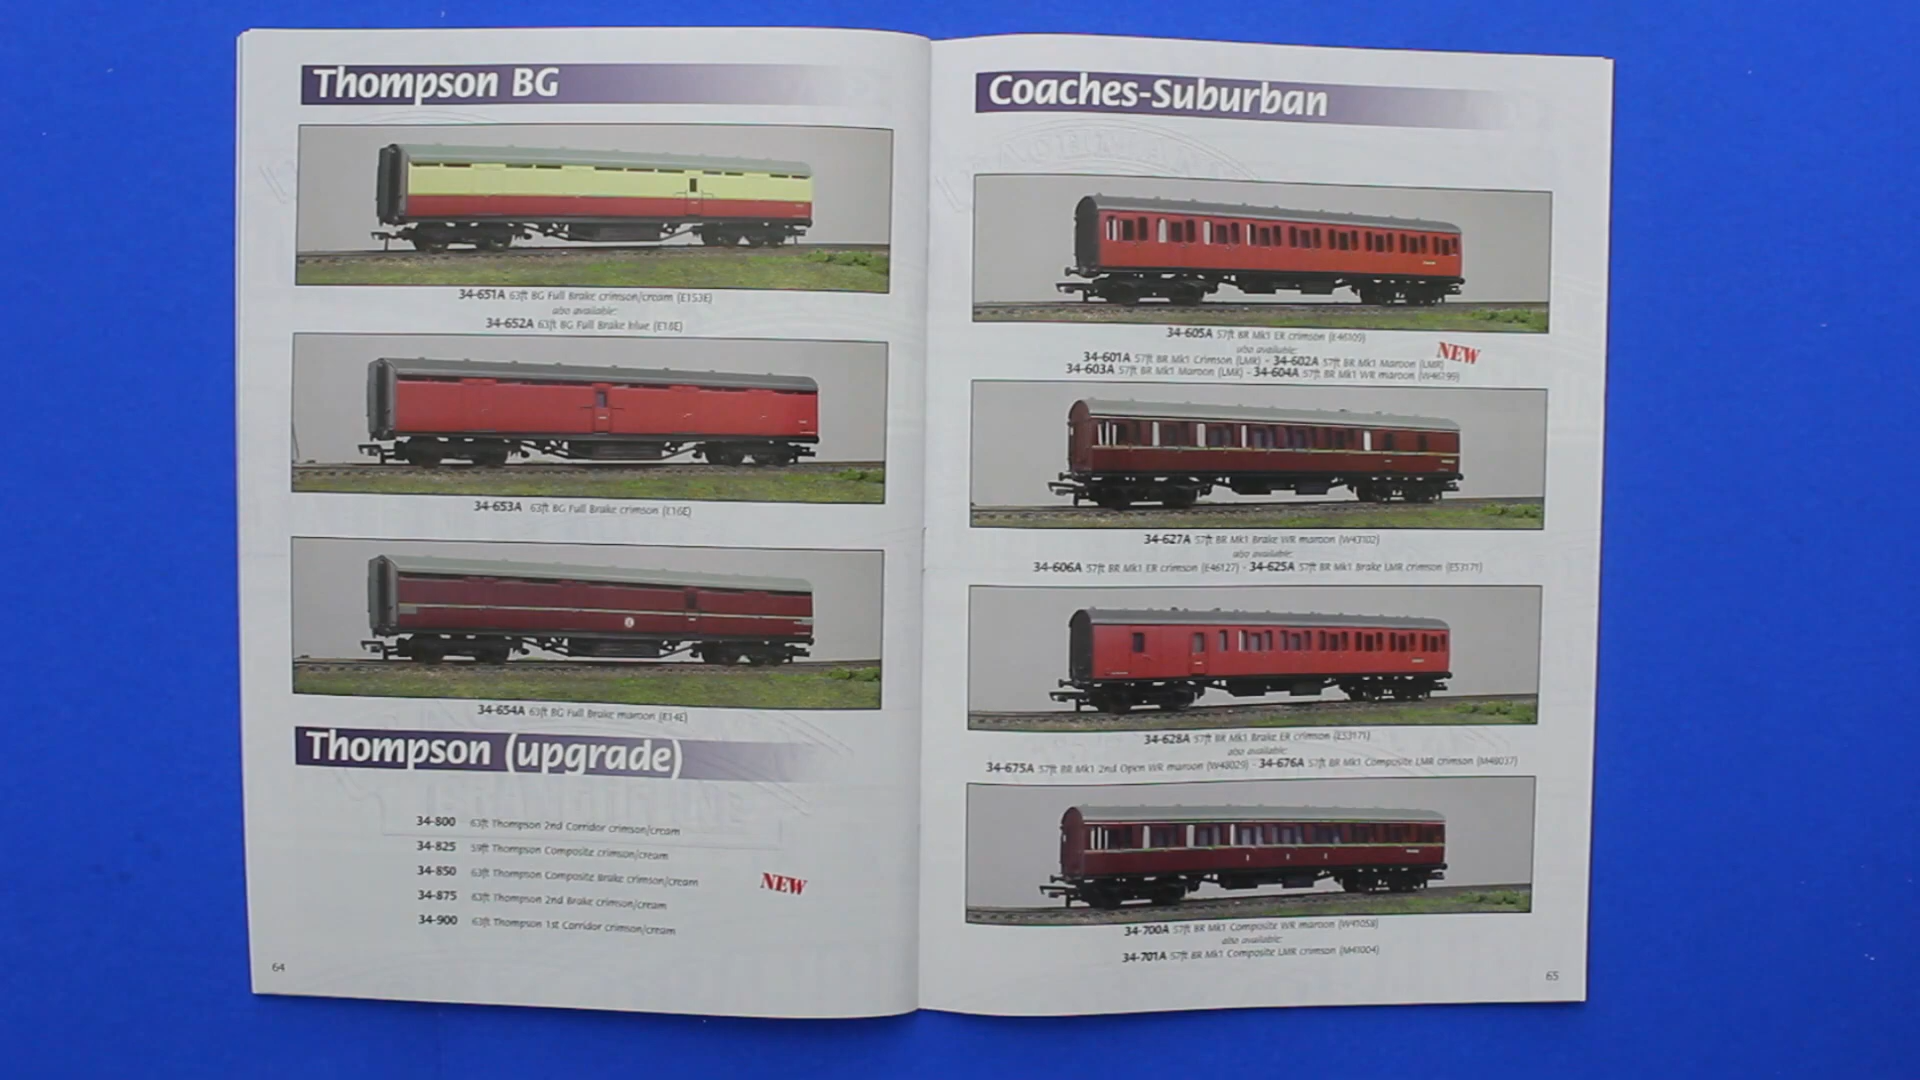 Thompson BG
34-651A 63ft BG Full Brake crimson/cream (E153E)
also available:
34-652A 63ft BG Full Brake blue (E18E)
34-653A 63ft BG Full Brake crimson (E16E)
34-654A 63ft BG Full Brake maroon (E14E)
Thompson (upgrade)
34-800 63ft Thompson 2nd Corridor crimson/cream
34-825 59ft Thompson Composite crimson/cream
34-850 63ft Thompson Composite Brake crimson/cream
NEW
34-875 63ft Thompson 2nd Brake crimson/cream
34-900 63ft Thompson 1st Corridor crimson/cream
64
Coaches-Suburban
34-605A 57ft BR Mk1 ER crimson (E46109)
also available:
NEW
34-601A 57ft BR Mk1 Crimson (LMR) - 34-602A 57ft BR Mk1 Maroon (LMR)
34-603A 57ft BR Mk1 Maroon (LMR) - 34-604A 57ft BR Mk1 WR maroon (W46199)
34-627A 57ft BR Mk1 Brake WR maroon (W43102)
also available:
34-606A 57ft BR Mk1 ER crimson (E46127) - 34-625A 57ft BR Mk1 Brake LMR crimson (E53171)
34-628A 57ft BR Mk1 Brake ER crimson (E53171)
also available:
34-675A 57ft BR Mk1 2nd Open WR maroon (W48029) - 34-676A 57ft BR Mk1 Composite LMR crimson (M48037)
34-700A 57ft BR Mk1 Composite WR maroon (W41058)
also available:
34-701A 57ft BR Mk1 Composite LMR crimson (M41004)
65